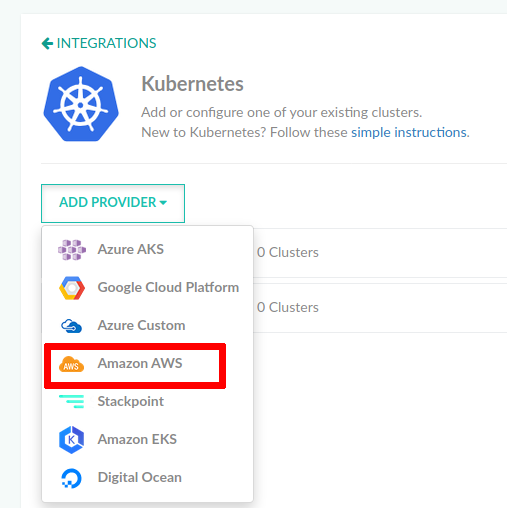 INTEGRATIONS
Kubernetes
Add or configure one of your existing clusters.
New to Kubernetes? Follow these simple instructions.
ADD PROVIDER
Azure AKS
0 Clusters
Google Cloud Platform
0 Clusters
Azure Custom
AWS Amazon AWS
Stackpoint
K Amazon EKS
Digital Ocean